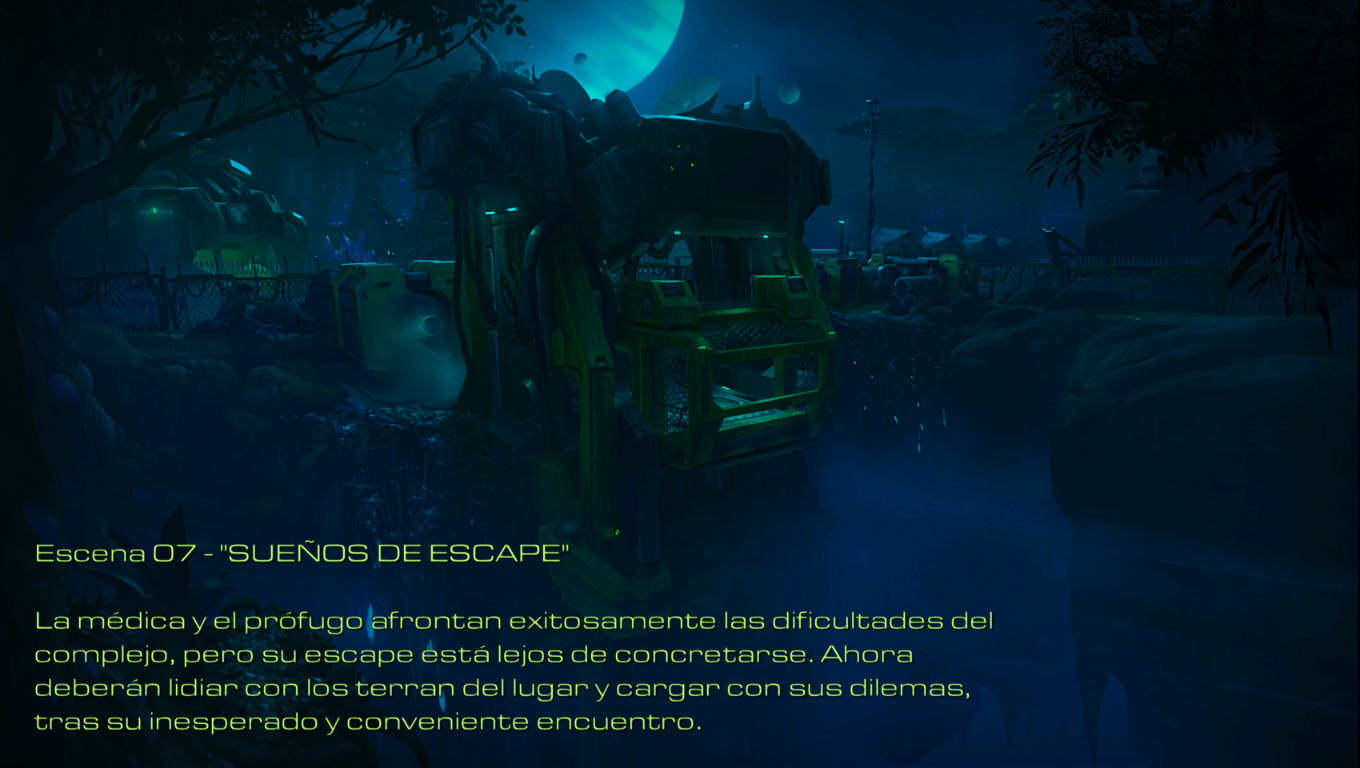 Escena 07 - "SUEÑOS DE ESCAPE"
La médica y el prófugo afrontan exitosamente las dificultades del
complejo, pero su escape está lejos de concretarse. Ahora
deberán lidiar con los terran del lugar y cargar con sus dilemas,
tras su inesperado y conveniente encuentro.